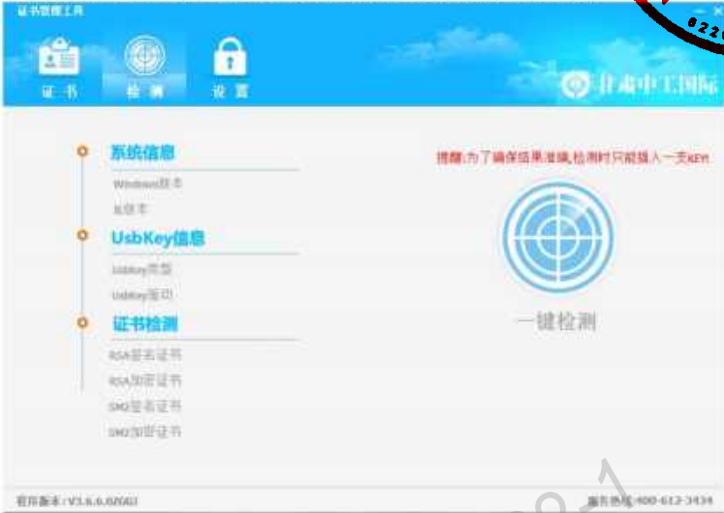 证书管理工具
证书
检测
设置
甘肃中工国际
系统信息
Windows版本
IE版本
UsbKey信息
UsbKey类型
UsbKey驱动
证书检测
RSA签名证书
RSA加密证书
SM2签名证书
SM2加密证书
提醒:为了确保结果准确,检测时只能插入一支KEY!
一键检测
服务热线:400-612-3434